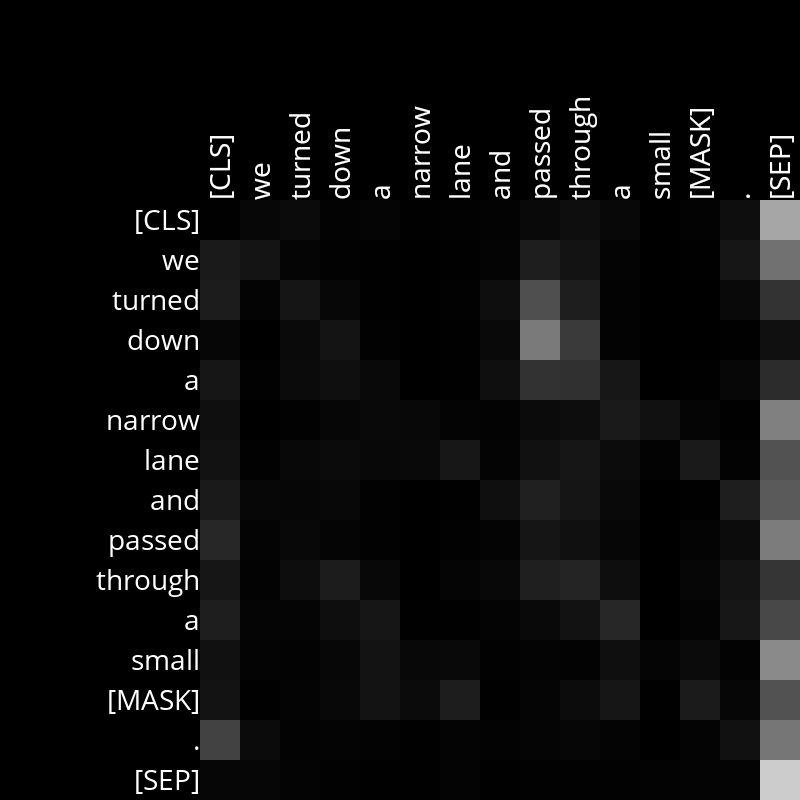 [CLS] we turned down a narrow lane and passed through a small [MASK] . [SEP]
[CLS]
we
turned
down
a
narrow
lane
and
passed
through
a
small
[MASK]
.
[SEP]